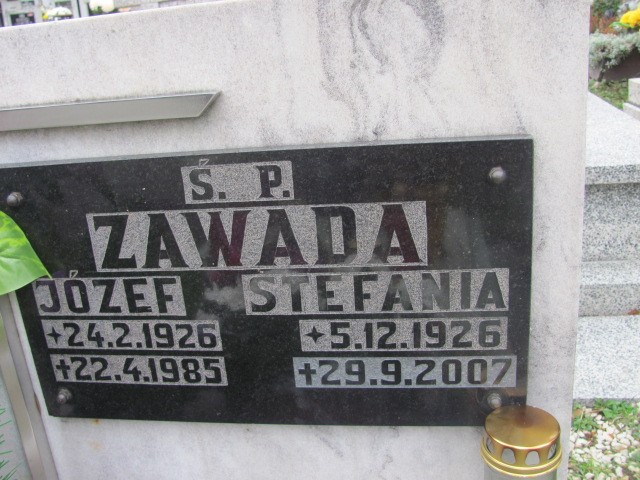 Ś. P.
ZAWADA
JÓZEF STEFANIA
+24.2.1926 +5.12.1926
+22.4.1985 +29.9.2007